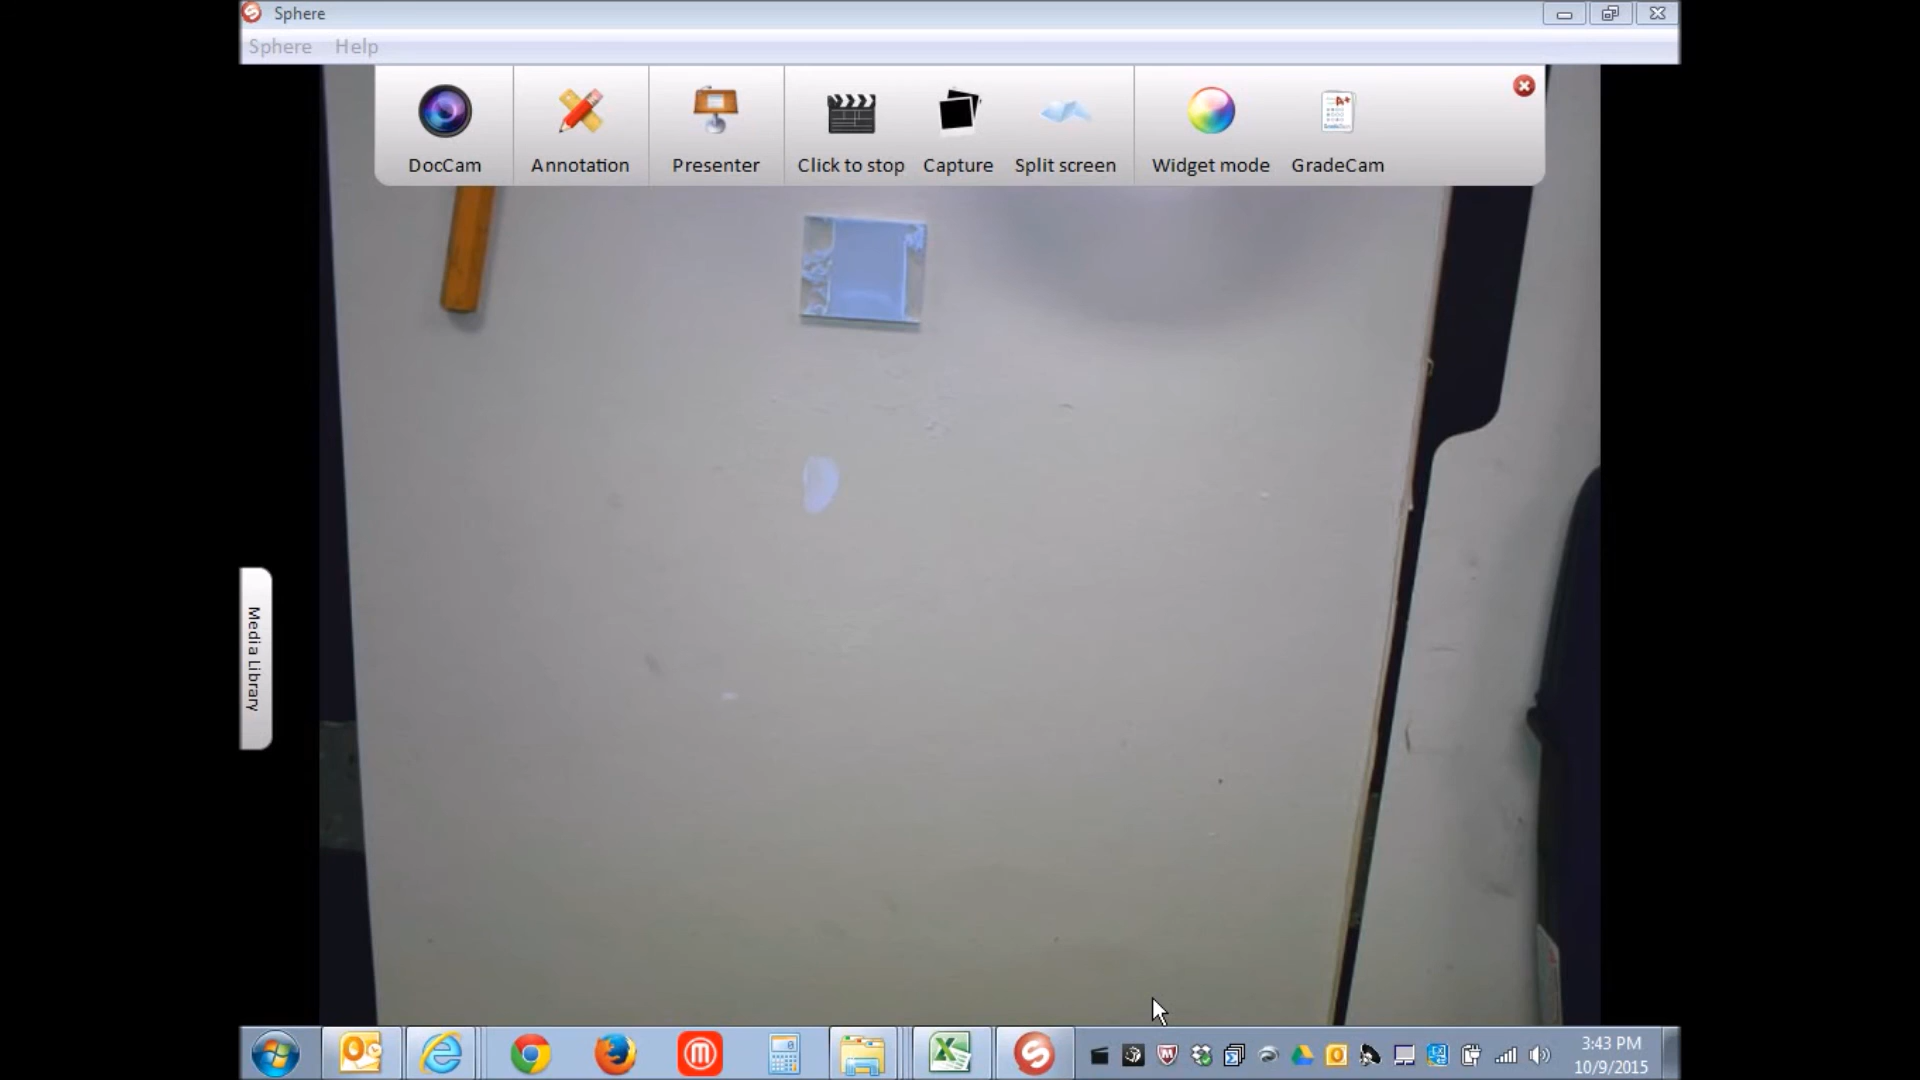 Sphere
Sphere Help
DocCam Annotation Presenter Click to stop Capture Split screen Widget mode GradeCam
A+
Media Library
3:43 PM
10/9/2015